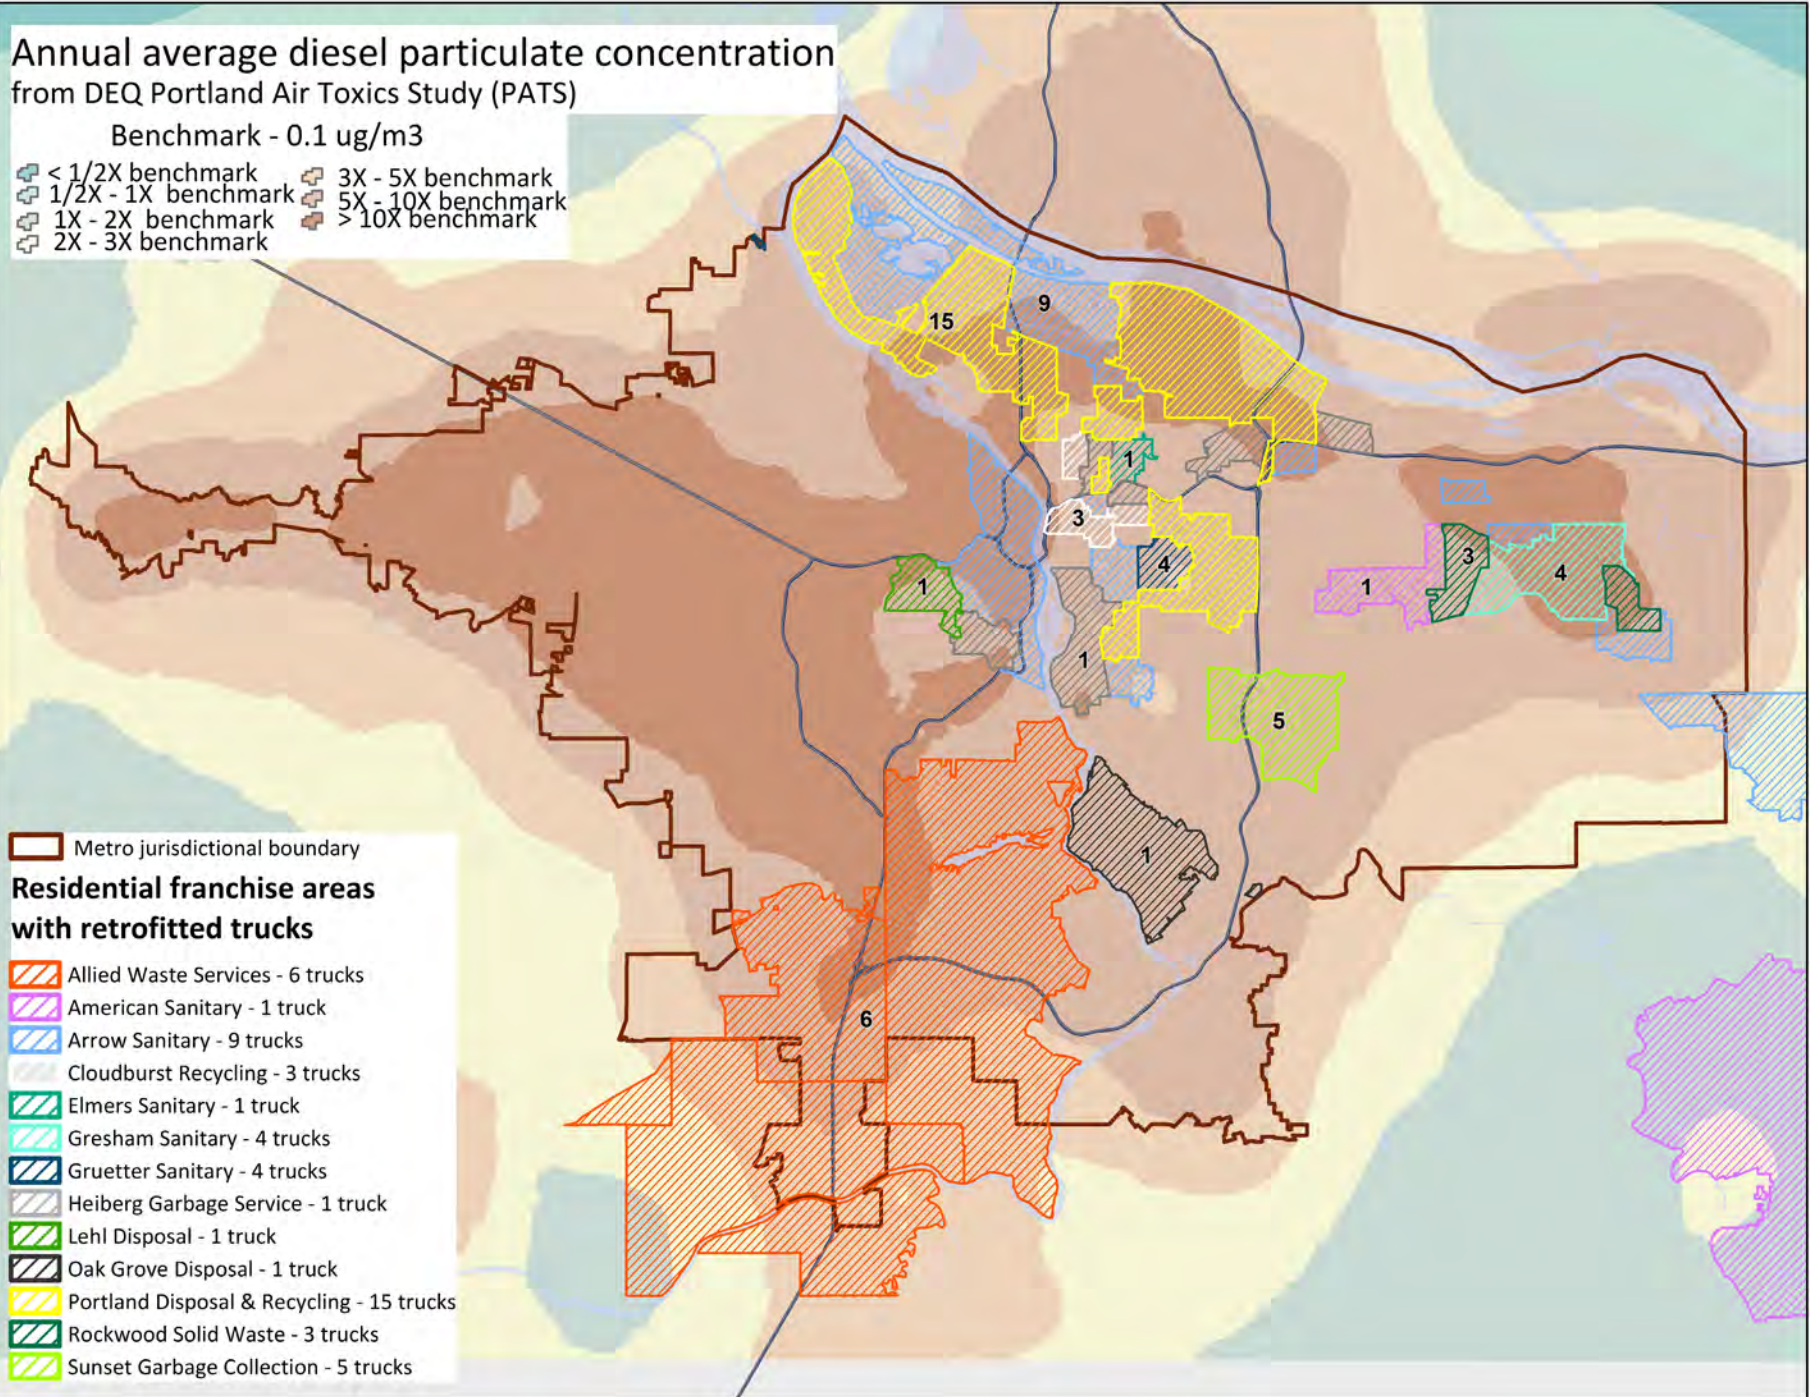 Annual average diesel particulate concentration
from DEQ Portland Air Toxics Study (PATS)
Benchmark - 0.1 ug/m3
< 1/2X benchmark
1/2X - 1X benchmark
1X - 2X benchmark
2X - 3X benchmark
3X - 5X benchmark
5X - 10X benchmark
> 10X benchmark
15
9
1
3
4
1
1
5
1
3
4
1
6
Metro jurisdictional boundary
Residential franchise areas
with retrofitted trucks
Allied Waste Services - 6 trucks
American Sanitary - 1 truck
Arrow Sanitary - 9 trucks
Cloudburst Recycling - 3 trucks
Elmers Sanitary - 1 truck
Gresham Sanitary - 4 trucks
Gruetter Sanitary - 4 trucks
Heiberg Garbage Service - 1 truck
Lehl Disposal - 1 truck
Oak Grove Disposal - 1 truck
Portland Disposal & Recycling - 15 trucks
Rockwood Solid Waste - 3 trucks
Sunset Garbage Collection - 5 trucks